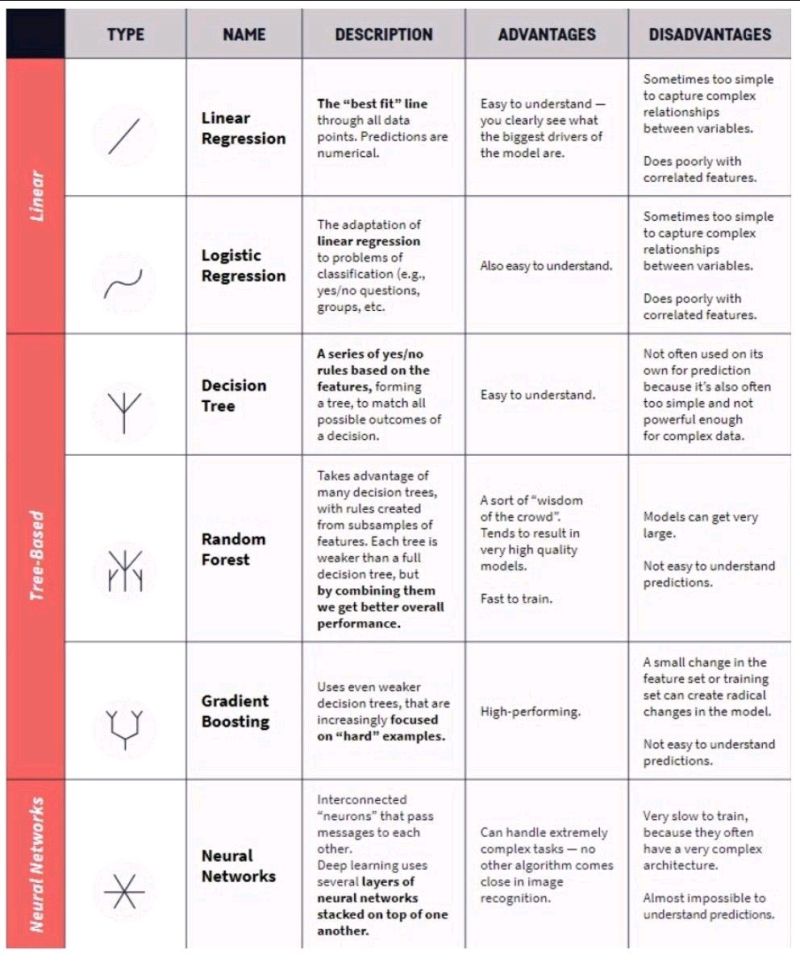 TYPE
NAME
DESCRIPTION
ADVANTAGES
DISADVANTAGES
Linear
Linear
Regression
The “best fit” line
through all data
points. Predictions are
numerical.
Easy to understand —
you clearly see what
the biggest drivers of
the model are.
Sometimes too simple
to capture complex
relationships
between variables.
Does poorly with
correlated features.
Logistic
Regression
The adaptation of
linear regression
to problems of
classification (e.g.,
yes/no questions,
groups, etc.
Also easy to understand.
Sometimes too simple
to capture complex
relationships
between variables.
Does poorly with
correlated features.
Tree-Based
Decision
Tree
A series of yes/no
rules based on the
features, forming
a tree, to match all
possible outcomes of
a decision.
Easy to understand.
Not often used on its
own for prediction
because it's also often
too simple and not
powerful enough
for complex data.
Random
Forest
Takes advantage of
many decision trees,
with rules created
from subsamples of
features. Each tree is
weaker than a full
decision tree, but
by combining them
we get better overall
performance.
A sort of “wisdom
of the crowd”.
Tends to result in
very high quality
models.
Fast to train.
Models can get very
large.
Not easy to understand
predictions.
Gradient
Boosting
Uses even weaker
decision trees, that are
increasingly focused
on “hard” examples.
High-performing.
A small change in the
feature set or training
set can create radical
changes in the model.
Not easy to understand
predictions.
Neural Networks
Neural
Networks
Interconnected
“neurons” that pass
messages to each
other.
Deep learning uses
several layers of
neural networks
stacked on top of one
another.
Can handle extremely
complex tasks — no
other algorithm comes
close in image
recognition.
Very slow to train,
because they often
have a very complex
architecture.
Almost impossible to
understand predictions.